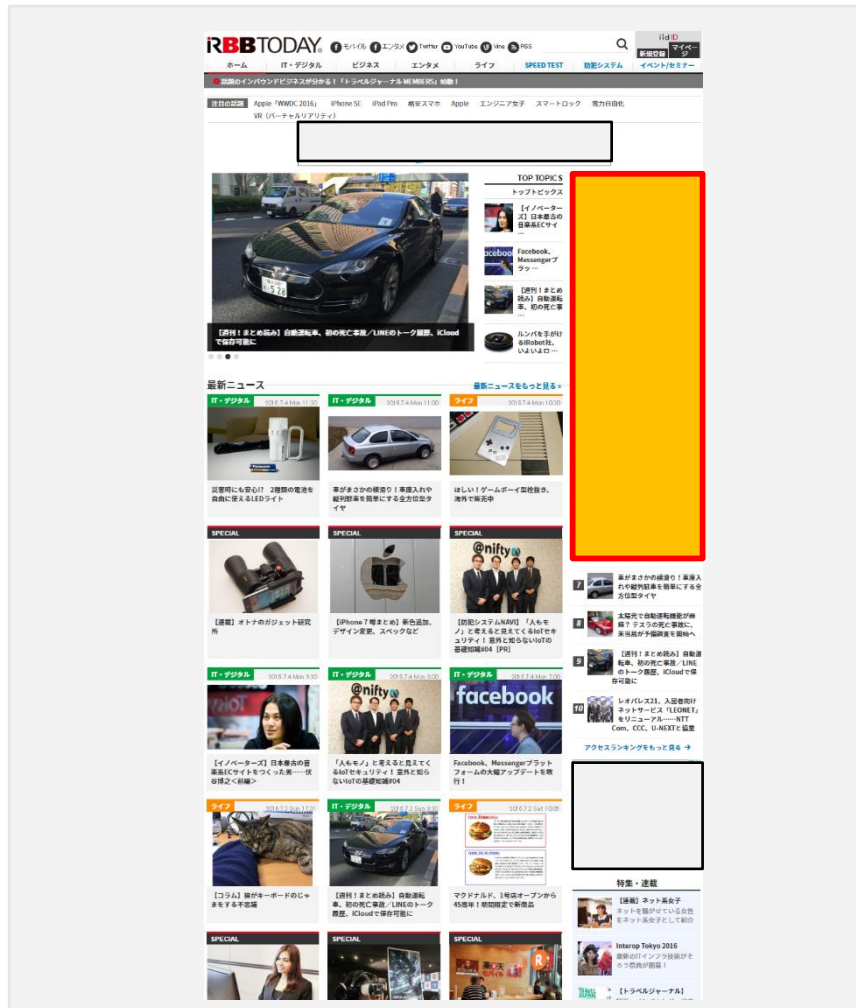 iRBBTODAY.
モバイル エンタメ Twitter YouTube Vine RSS
iid iD
新規登録 マイページ
ホーム IT・デジタル ビジネス エンタメ ライフ SPEED TEST 防犯システム イベント/セミナー
話題のインバウンドビジネスが分かる！「トラベルジャーナル MEMBERS」始動！
注目の話題 Apple「WWDC 2016」 iPhone SE iPad Pro 格安スマホ Apple エンジニア女子 スマートロック 電力自由化
VR（バーチャルリアリティ）
【週刊！まとめ読み】自動運転車、初の死亡事故／LINEのトーク履歴、iCloud
で保存可能に
TOP TOPICS
トップトピックス
【イノベーター
ズ】日本最古の
音楽系ECサイ
…
Facebook、
Messengerプ
ラッ…
【週刊！まとめ
読み】自動運転
車、初の死亡事
…
ルンバを手がけ
るiRobot社、
いよいよロ…
最新ニュース
最新ニュースをもっと見る »
IT・デジタル 2016.7.4 Mon 11:30
災害時にも安心!? 2種類の電池を
自由に使えるLEDライト
IT・デジタル 2016.7.4 Mon 11:00
車がまさかの横滑り！車庫入れや
縦列駐車を簡単にする全方位型タ
イヤ
ライフ 2016.7.4 Mon 10:30
ほしい！ゲームボーイ型栓抜き、
海外で販売中
SPECIAL
【連載】オトナのガジェット研究
所
SPECIAL
【iPhone 7 噂まとめ】新色追加、
デザイン変更、スペックなど
SPECIAL
@nifty
【防犯システムNAVI】「人もモ
ノ」と考えると見えてくるIoTセキ
ュリティ！ 意外と知らないIoTの
基礎知識#04［PR］
IT・デジタル 2016.7.4 Mon 9:30
【イノベーターズ】日本最古の音
楽系ECサイトをつくった男……伏
谷博之＜前編＞
IT・デジタル 2016.7.4 Mon 8:00
@nifty
「人もモノ」と考えると見えてく
るIoTセキュリティ！ 意外と知ら
ないIoTの基礎知識#04
IT・デジタル 2016.7.4 Mon 7:00
facebook
Facebook、Messengerプラット
フォームの大幅アップデートを敢
行！
ライフ 2016.7.3 Sun 17:31
【コラム】猫がキーボードのじゃ
まをする不思議
IT・デジタル 2016.7.3 Sun 9:30
【週刊！まとめ読み】自動運転
車、初の死亡事故／LINEのトーク
履歴、iCloudで保存可能に
ライフ 2016.7.2 Sat 10:05
マクドナルド、1号店オープンから
45周年！期間限定で新商品
SPECIAL
SPECIAL
SPECIAL
7 車がまさかの横滑り！車庫入
れや縦列駐車を簡単にする全
方位型タイヤ
8 太陽光で自動運転機能が麻
痺？ テスラの死亡事故に、
米当局が予備調査を開始へ
9 【週刊！まとめ読み】自動運
転車、初の死亡事故／LINE
のトーク履歴、iCloudで保
存可能に
10 レオパレス21、入居者向け
ネットサービス「LEONET」
をリニューアル……NTT
Com、CCC、U-NEXTと協業
アクセスランキングをもっと見る →
特集・連載
【連載】ネット系女子
ネットを騒がせている女性
をネット系女子として紹介
Interop Tokyo 2016
最新のITインフラ技術がそ
ろう祭典が開幕！
【トラベルジャーナル】